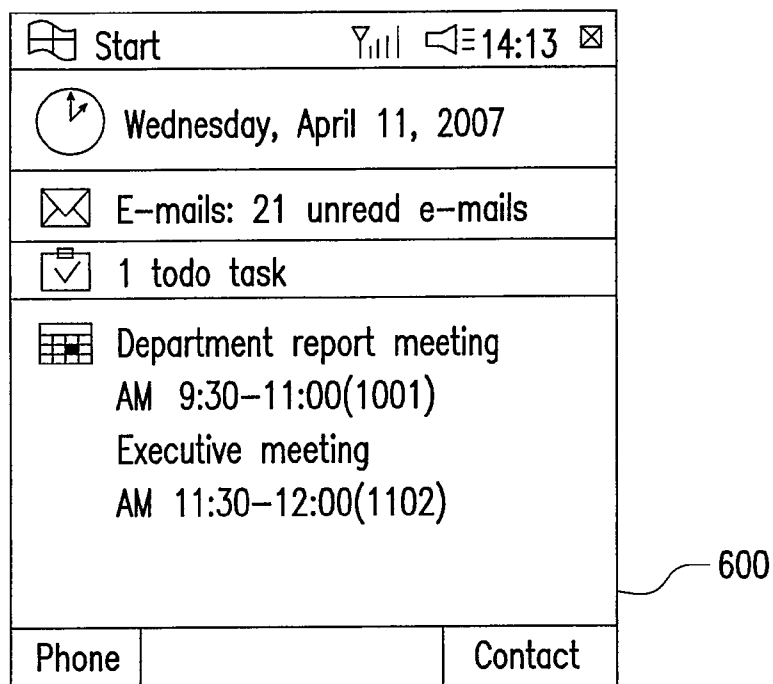 Start 14:13
Wednesday, April 11, 2007
E-mails: 21 unread e-mails
1 todo task
Department report meeting
AM 9:30-11:00(1001)
Executive meeting
AM 11:30-12:00(1102)
600
Phone Contact